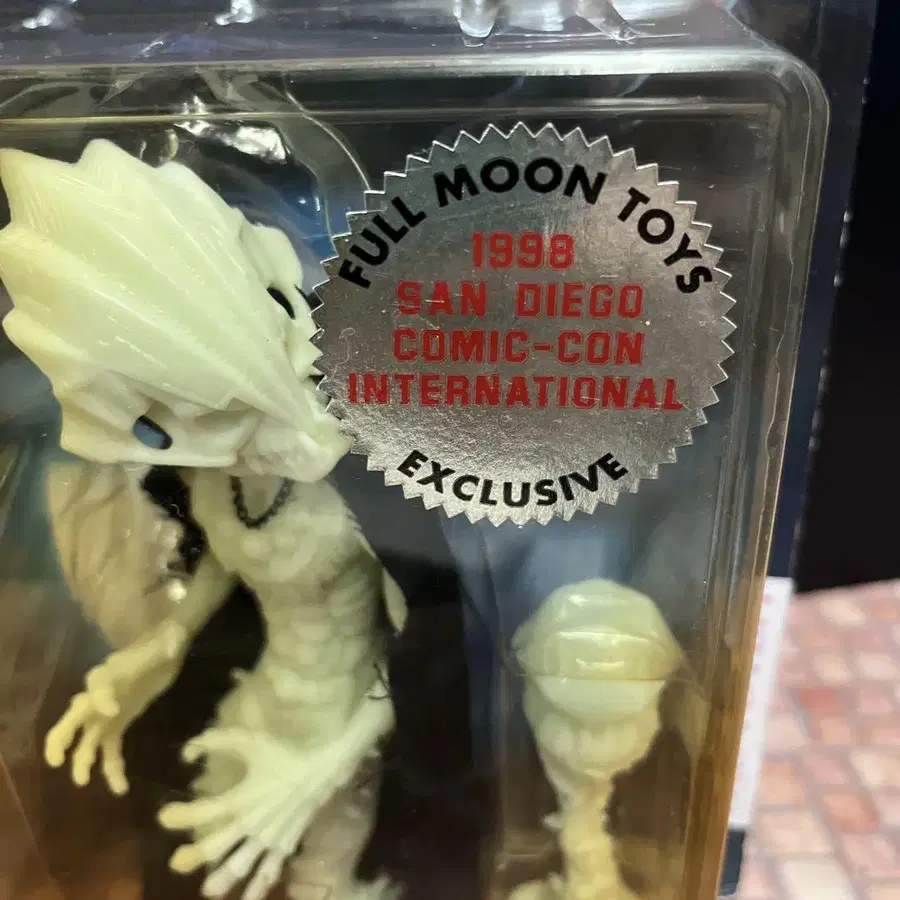 FULL MOON TOYS
1998
SAN DIEGO
COMIC-CON
INTERNATIONAL
EXCLUSIVE